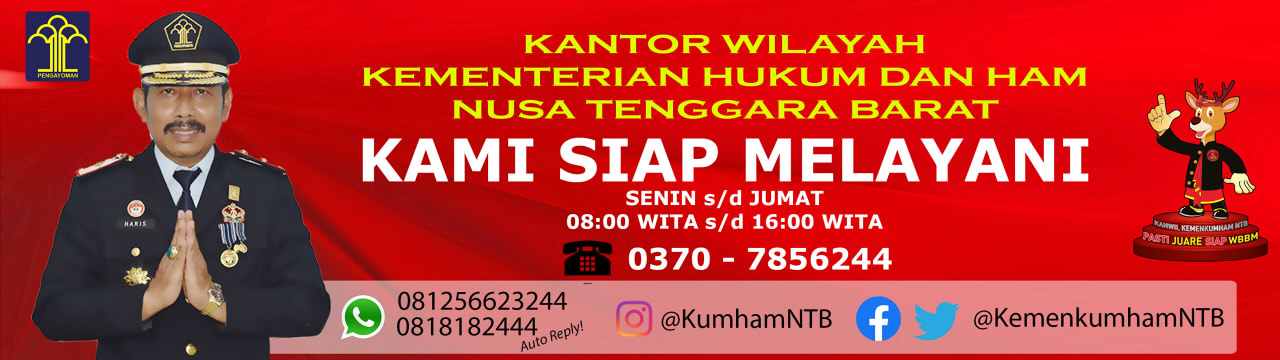 PENGAYOMAN
KANTOR WILAYAH
KEMENTERIAN HUKUM DAN HAM
NUSA TENGGARA BARAT
KAMI SIAP MELAYANI
SENIN s/d JUMAT
08:00 WITA s/d 16:00 WITA
0370 - 7856244
HARIS
KANWIL KEMENKUMHAM NTB
PASTI JUARE SIAP WBBM
081256623244
0818182444 Auto Reply!
@KumhamNTB
@KemenkumhamNTB